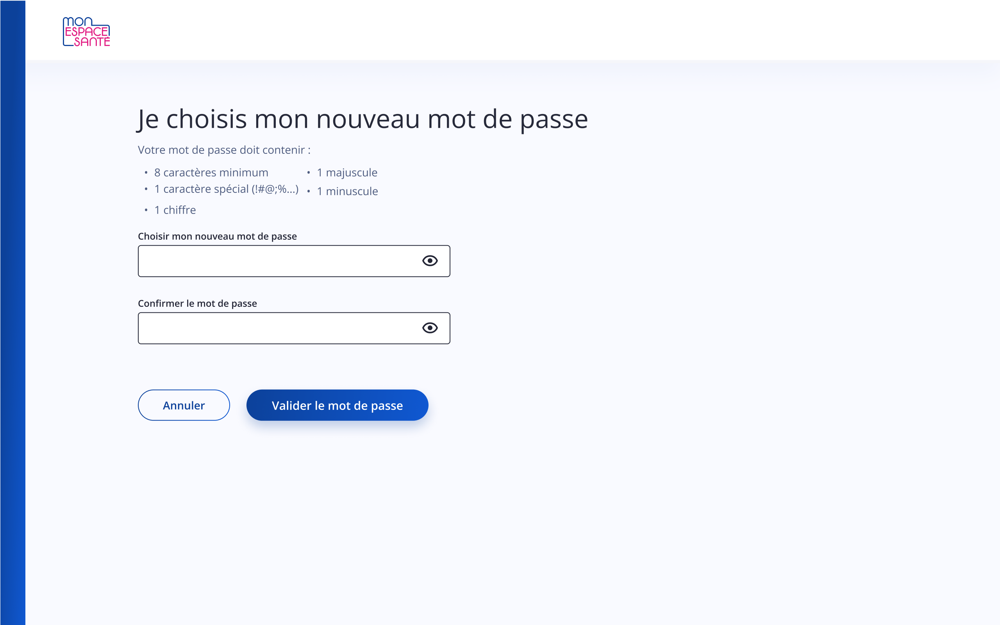 mon
ESPACE
SANTÉ
Je choisis mon nouveau mot de passe
Votre mot de passe doit contenir :
• 8 caractères minimum
• 1 caractère spécial (!#@;%...)
• 1 chiffre
• 1 majuscule
• 1 minuscule
Choisir mon nouveau mot de passe
Confirmer le mot de passe
Annuler
Valider le mot de passe